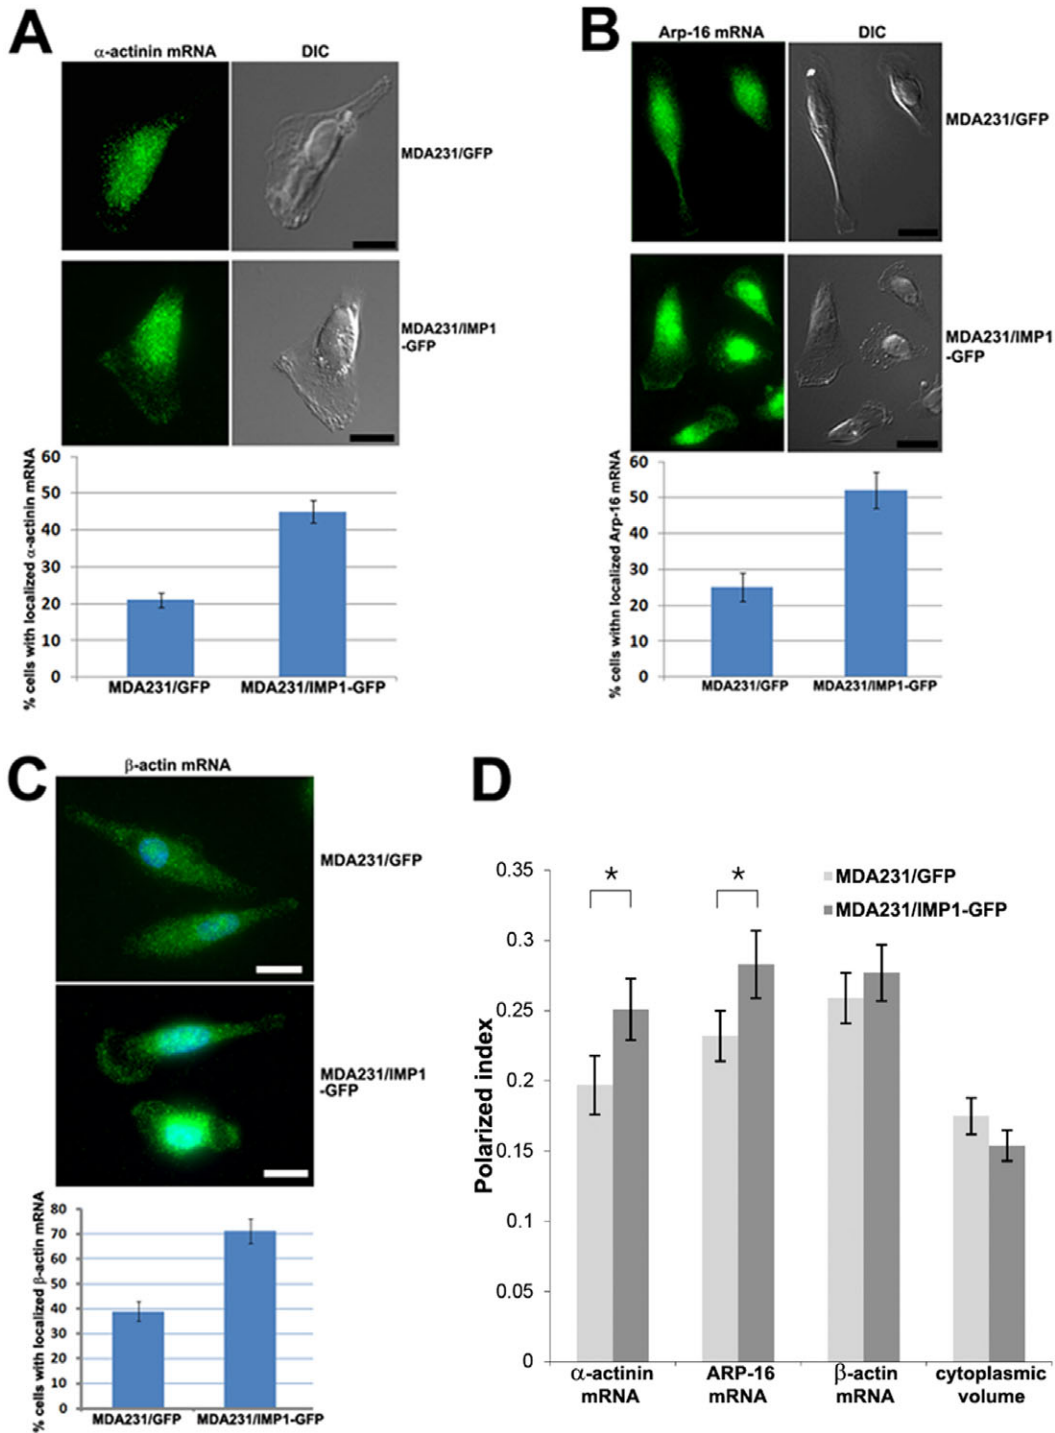 A
α-actinin mRNA
DIC
MDA231/GFP
MDA231/IMP1
-GFP
% cells with localized α-actinin mRNA
60
50
40
30
20
10
0
MDA231/GFP
MDA231/IMP1-GFP
B
Arp-16 mRNA
DIC
MDA231/GFP
MDA231/IMP1
-GFP
% cells withn localized Arp-16 mRNA
60
50
40
30
20
10
0
MDA231/GFP
MDA231/IMP1-GFP
C
β-actin mRNA
MDA231/GFP
MDA231/IMP1
-GFP
% cells with localized β-actin mRNA
80
70
60
50
40
30
20
10
0
MDA231/GFP
MDA231/IMP1-GFP
D
Polarized index
0.35
0.3
0.25
0.2
0.15
0.1
0.05
0
*
*
MDA231/GFP
MDA231/IMP1-GFP
α-actinin
mRNA
ARP-16
mRNA
β-actin
mRNA
cytoplasmic
volume